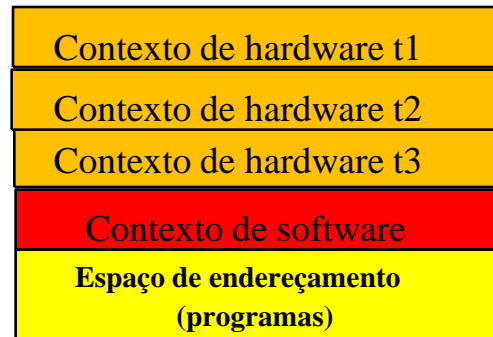 Contexto de hardware t1
Contexto de hardware t2
Contexto de hardware t3
Contexto de software
Espaço de endereçamento
(programas)